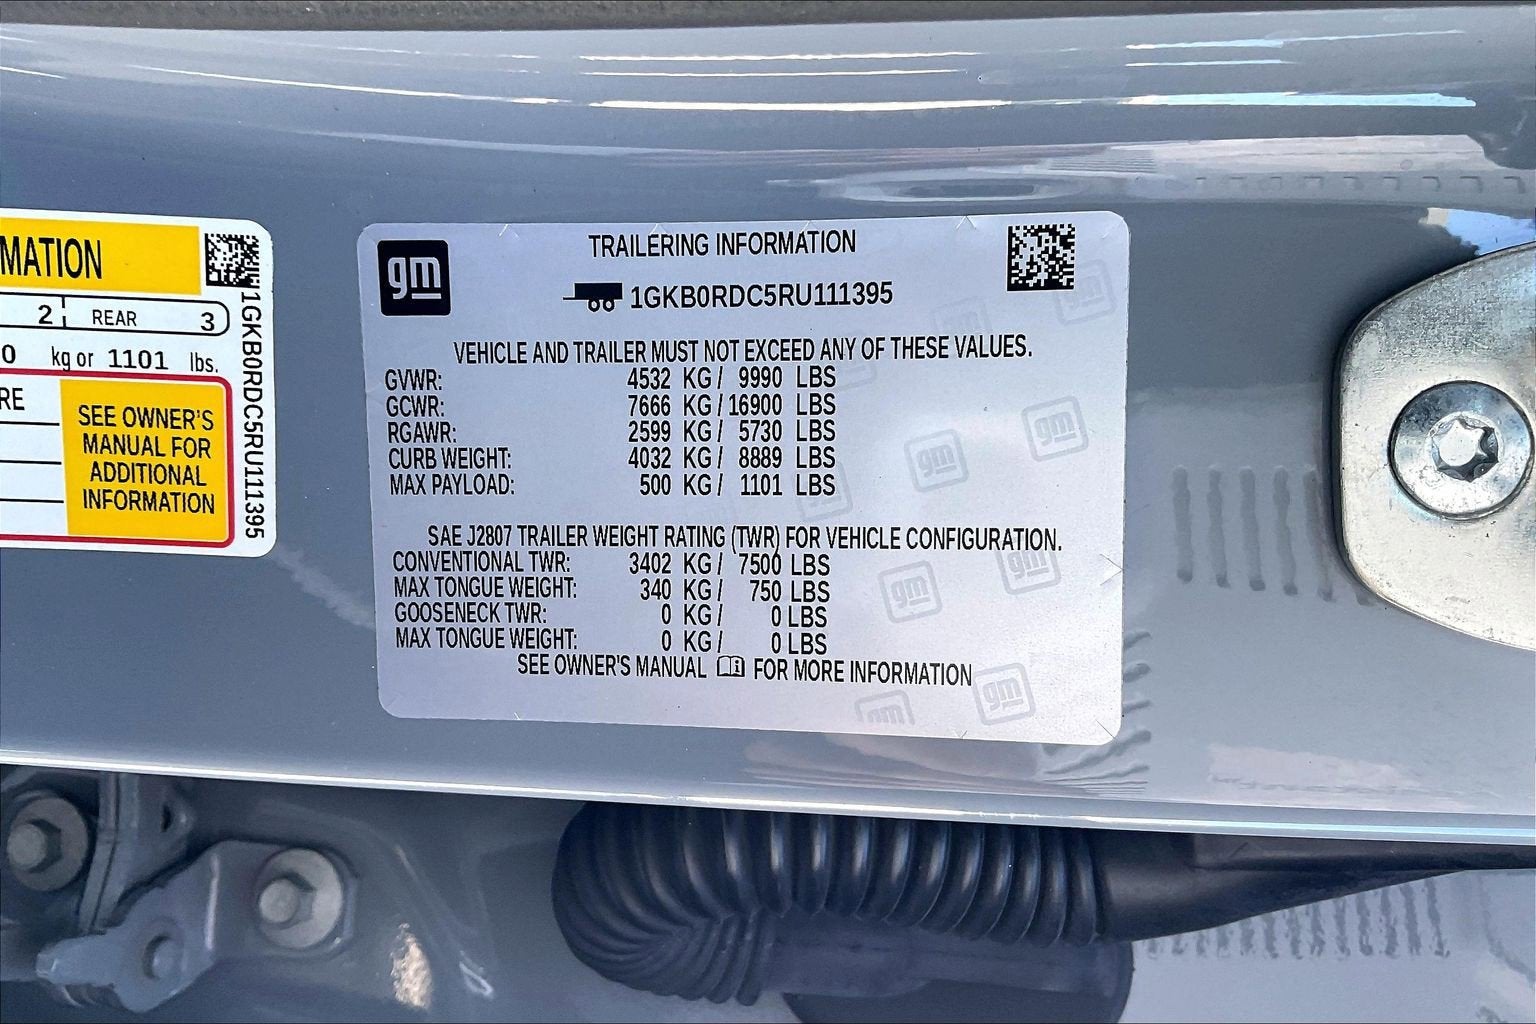 MATION
2 REAR 3
0 kg or 1101 lbs.
RE
SEE OWNER'S
MANUAL FOR
ADDITIONAL
INFORMATION
1GKB0RDC5RU111395
gm
TRAILERING INFORMATION
1GKB0RDC5RU111395
VEHICLE AND TRAILER MUST NOT EXCEED ANY OF THESE VALUES.
GVWR: 4532 KG / 9990 LBS
GCWR: 7666 KG / 16900 LBS
RGAWR: 2599 KG / 5730 LBS
CURB WEIGHT: 4032 KG / 8889 LBS
MAX PAYLOAD: 500 KG / 1101 LBS
SAE J2807 TRAILER WEIGHT RATING (TWR) FOR VEHICLE CONFIGURATION.
CONVENTIONAL TWR: 3402 KG / 7500 LBS
MAX TONGUE WEIGHT: 340 KG / 750 LBS
GOOSENECK TWR: 0 KG / 0 LBS
MAX TONGUE WEIGHT: 0 KG / 0 LBS
SEE OWNER'S MANUAL FOR MORE INFORMATION